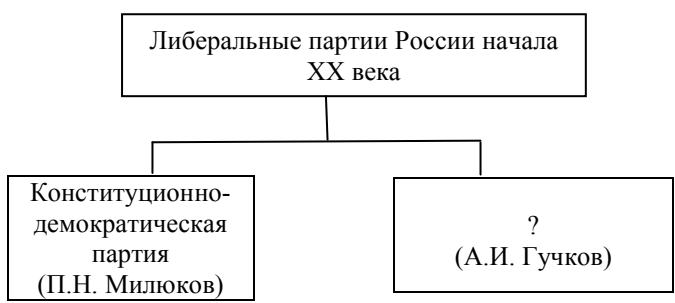 Либеральные партии России начала
XX века
Конституционно-
демократическая
партия
(П.Н. Милюков)
?
(А.И. Гучков)